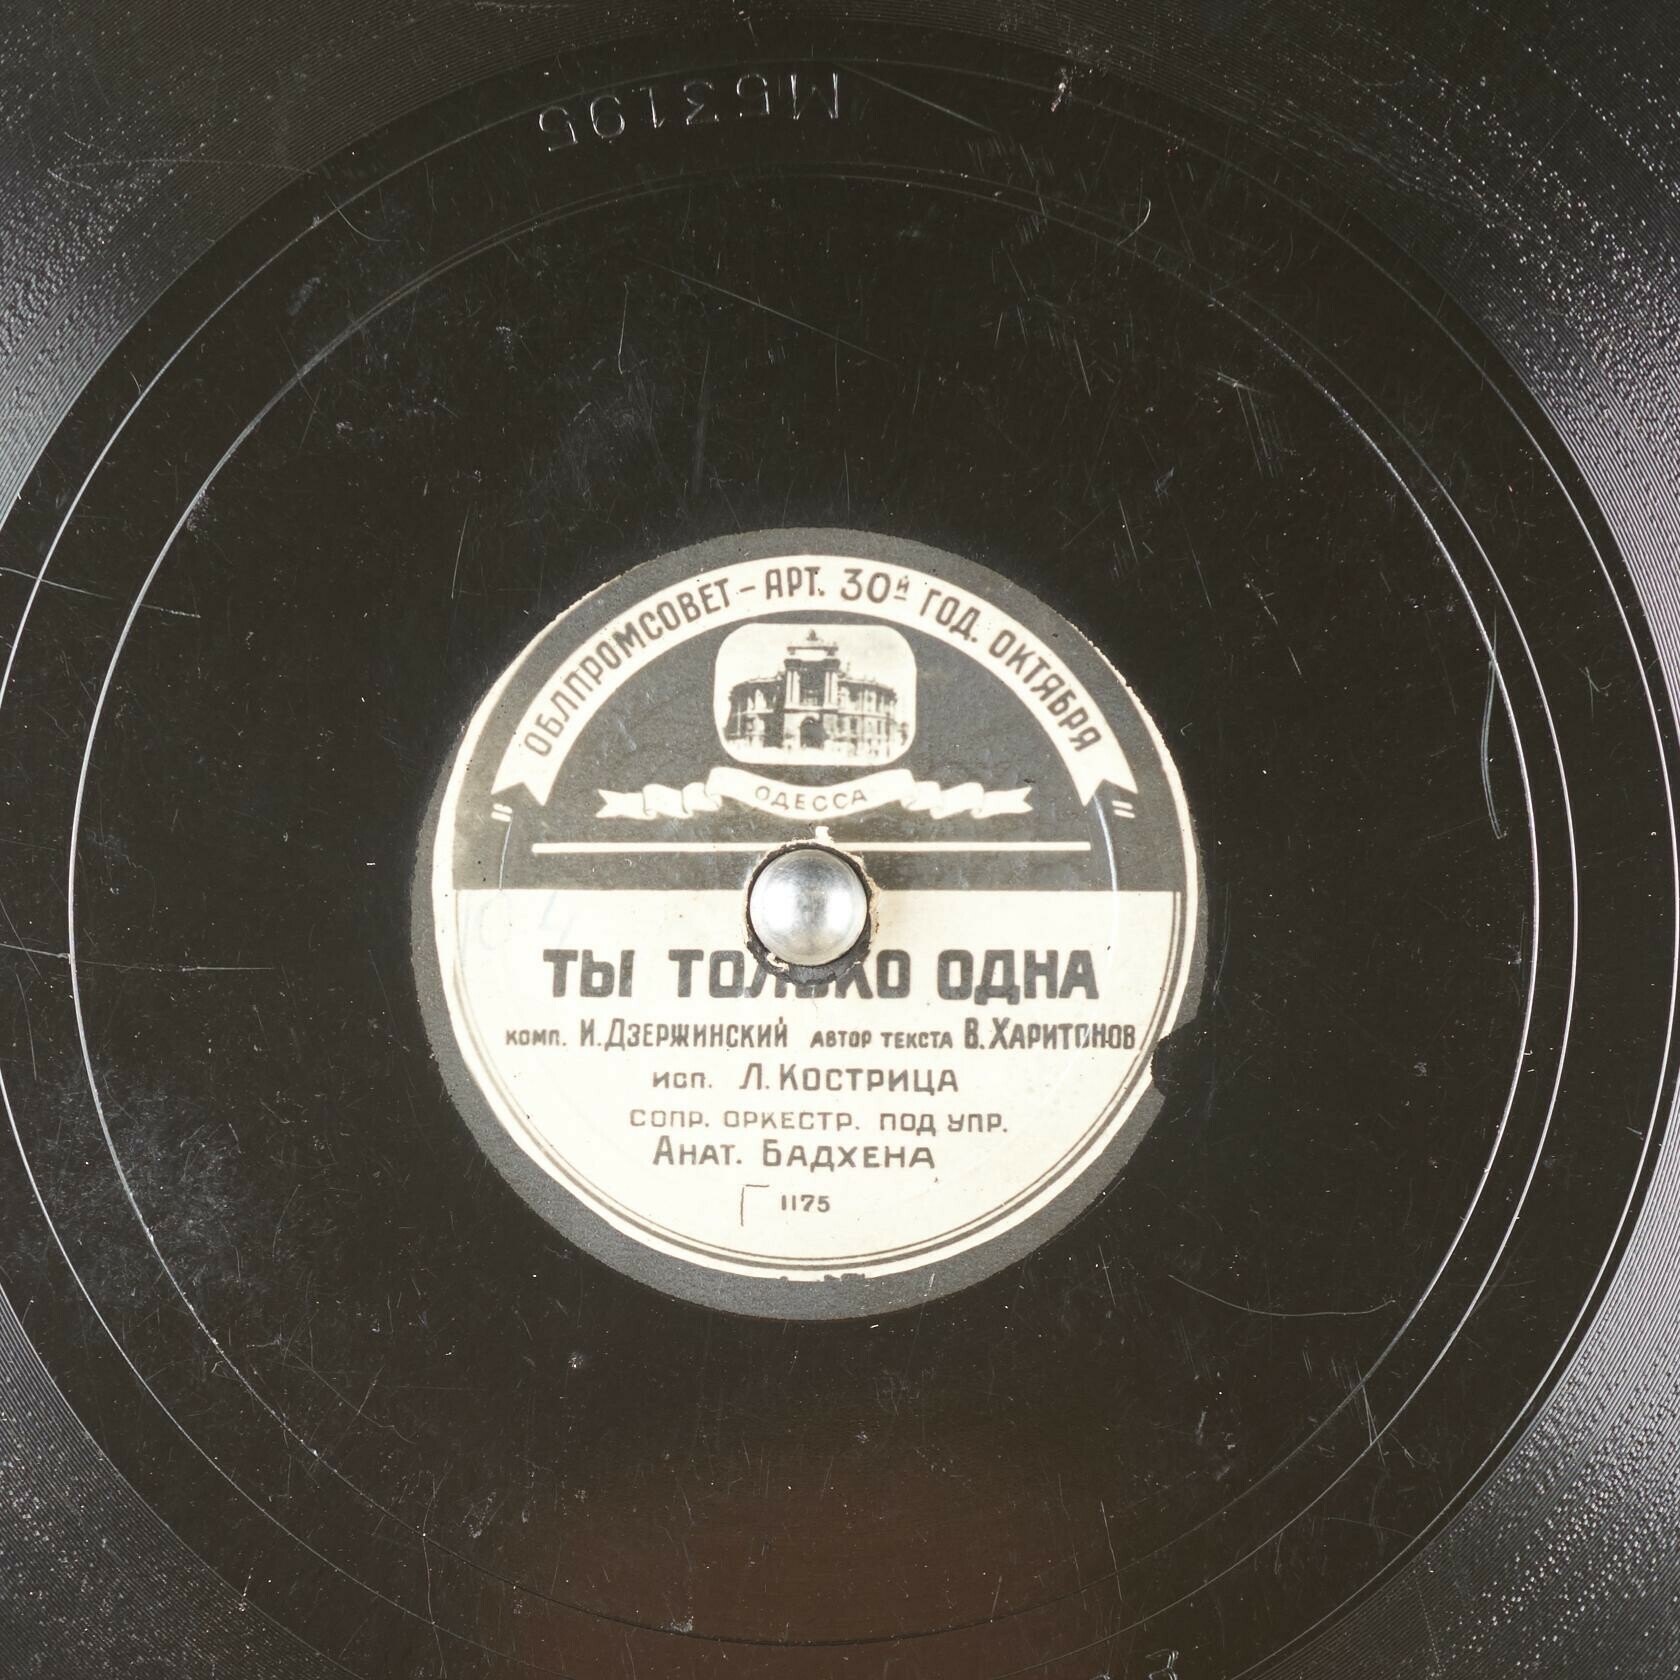 М53195
ОБЛПРОМСОВЕТ – АРТ. 30й ГОД. ОКТЯБРЯ
ОДЕССА
ТЫ ТОЛЬКО ОДНА
КОМП. И. ДЗЕРЖИНСКИЙ АВТОР ТЕКСТА В. ХАРИТОНОВ
ИСП. Л. КОСТРИЦА
СОПР. ОРКЕСТР. ПОД УПР.
АНАТ. БАДХЕНА
Г 1175